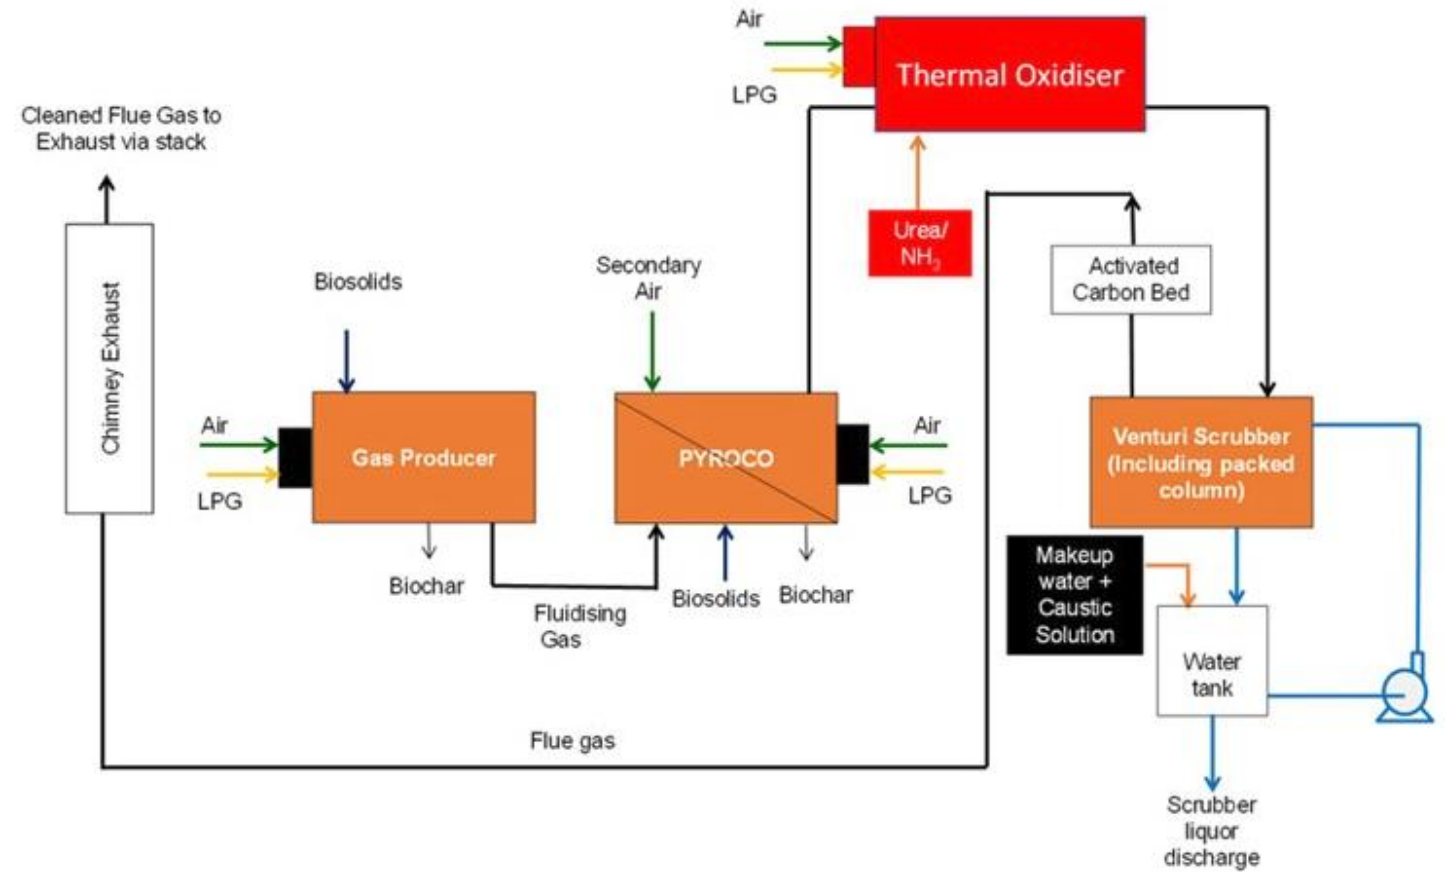 Air
LPG
Thermal Oxidiser
Cleaned Flue Gas to
Exhaust via stack
Urea/
NH₃
Activated
Carbon Bed
Secondary
Air
Biosolids
Chimney Exhaust
Air
LPG
Gas Producer
PYROCO
Air
LPG
Venturi Scrubber
(Including packed
column)
Biochar
Fluidising
Gas
Biosolids
Biochar
Makeup
water +
Caustic
Solution
Water
tank
Flue gas
Scrubber
liquor
discharge